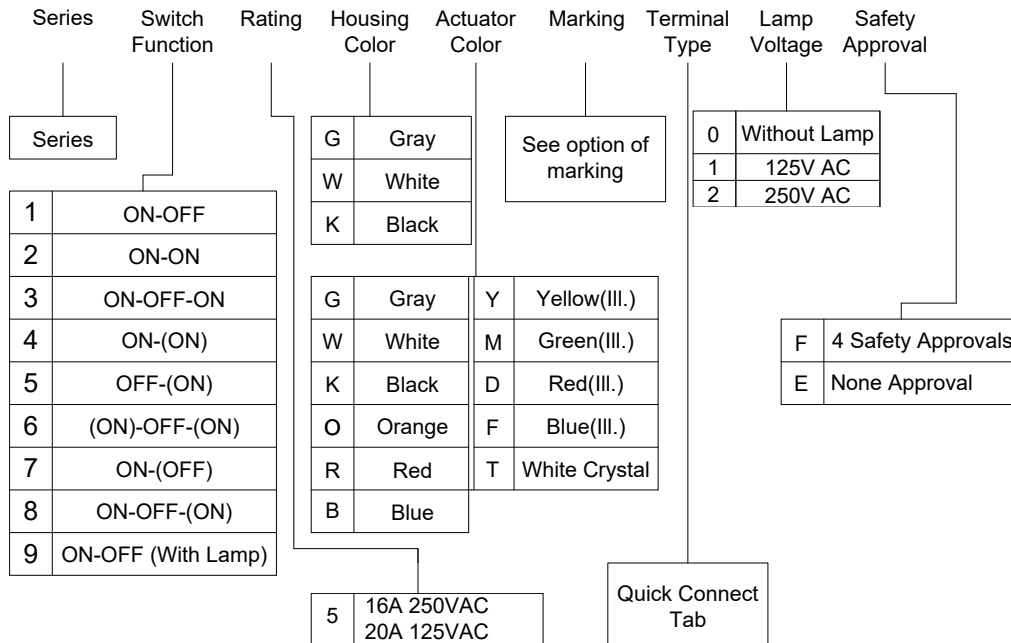 Series Switch Function Rating Housing Color Actuator Color Marking Terminal Type Lamp Voltage Safety Approval
Series
1 ON-OFF
2 ON-ON
3 ON-OFF-ON
4 ON-(ON)
5 OFF-(ON)
6 (ON)-OFF-(ON)
7 ON-(OFF)
8 ON-OFF-(ON)
9 ON-OFF (With Lamp)
5 16A 250VAC
20A 125VAC
G Gray
W White
K Black
G Gray
W White
K Black
O Orange
R Red
B Blue
Y Yellow(Ill.)
M Green(Ill.)
D Red(Ill.)
F Blue(Ill.)
T White Crystal
See option of
marking
Quick Connect
Tab
0 Without Lamp
1 125V AC
2 250V AC
F 4 Safety Approvals
E None Approval